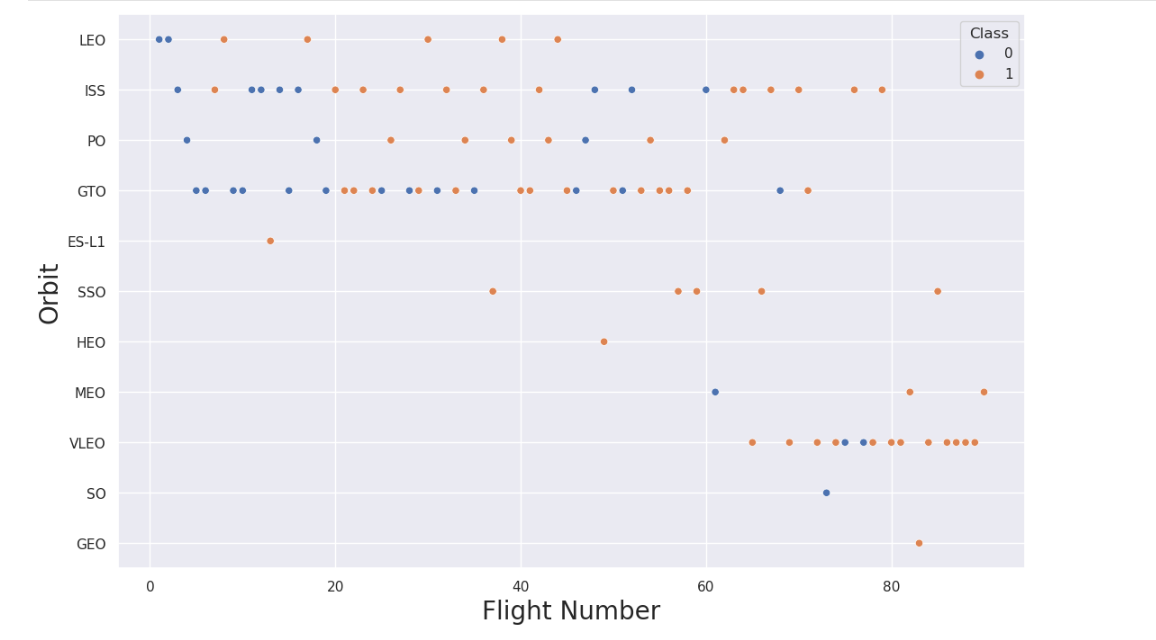 LEO
ISS
PO
GTO
ES-L1
SSO
HEO
MEO
VLEO
SO
GEO
Orbit
Class
0
1
0 20 40 60 80
Flight Number